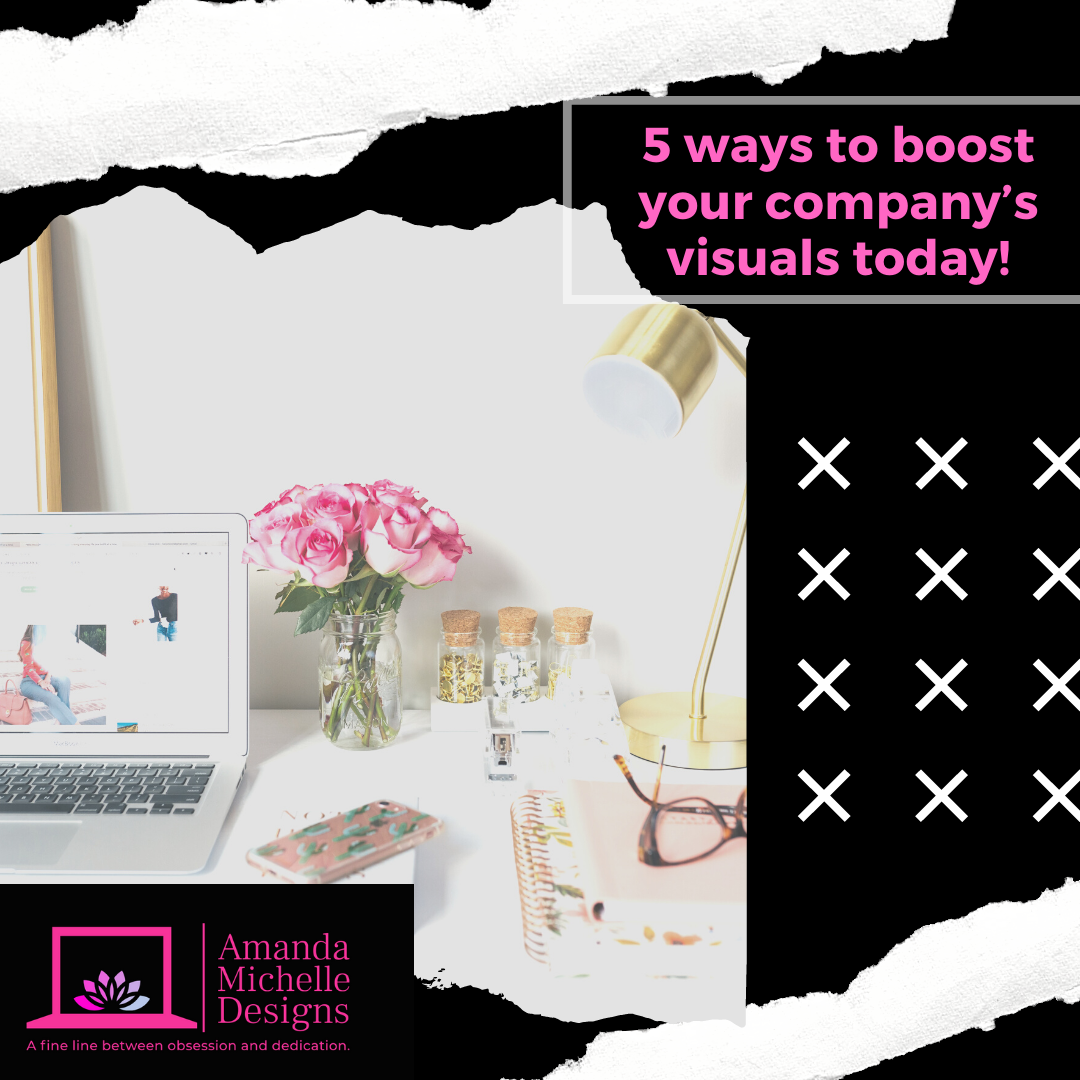 5 ways to boost
your company’s
visuals today!
Amanda
Michelle
Designs
A fine line between obsession and dedication.